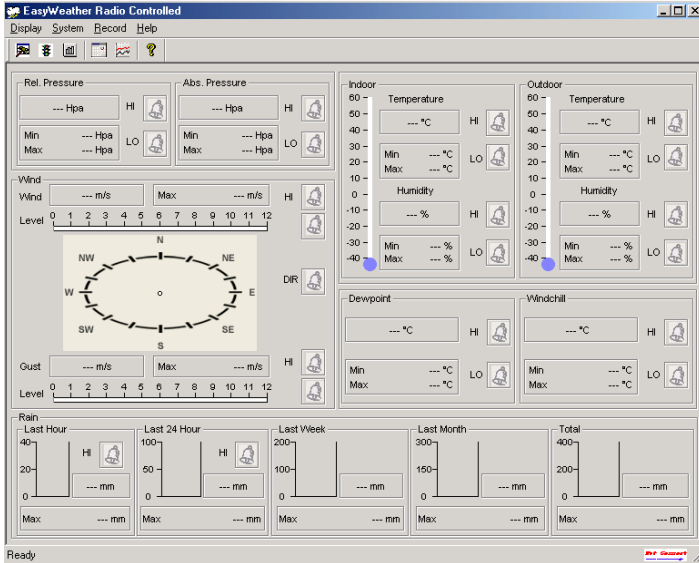 EasyWeather Radio Controlled
Display System Record Help
Rel. Pressure
--- Hpa HI
Min --- Hpa LO
Max --- Hpa
Abs. Pressure
--- Hpa HI
Min --- Hpa LO
Max --- Hpa
Indoor
60
50
40
30
20
10
0
-10
-20
-30
-40
Temperature
--- °C HI
Min --- °C LO
Max --- °C
Humidity
--- % HI
Min --- % LO
Max --- %
Outdoor
60
50
40
30
20
10
0
-10
-20
-30
-40
Temperature
--- °C HI
Min --- °C LO
Max --- °C
Humidity
--- % HI
Min --- % LO
Max --- %
Wind
Wind --- m/s Max --- m/s HI
Level 0 1 2 3 4 5 6 7 8 9 10 11 12
N
NW NE
W E
SW SE
S
DIR
Gust --- m/s Max --- m/s HI
Level 0 1 2 3 4 5 6 7 8 9 10 11 12
Dewpoint
--- °C HI
Min --- °C LO
Max --- °C
Windchill
--- °C HI
Min --- °C LO
Max --- °C
Rain
Last Hour
40
20
0
HI
--- mm
Max --- mm
Last 24 Hour
100
50
0
HI
--- mm
Max --- mm
Last Week
200
100
0
--- mm
Max --- mm
Last Month
300
150
0
--- mm
Max --- mm
Total
400
200
0
--- mm
--- mm
Ready
Not Connect